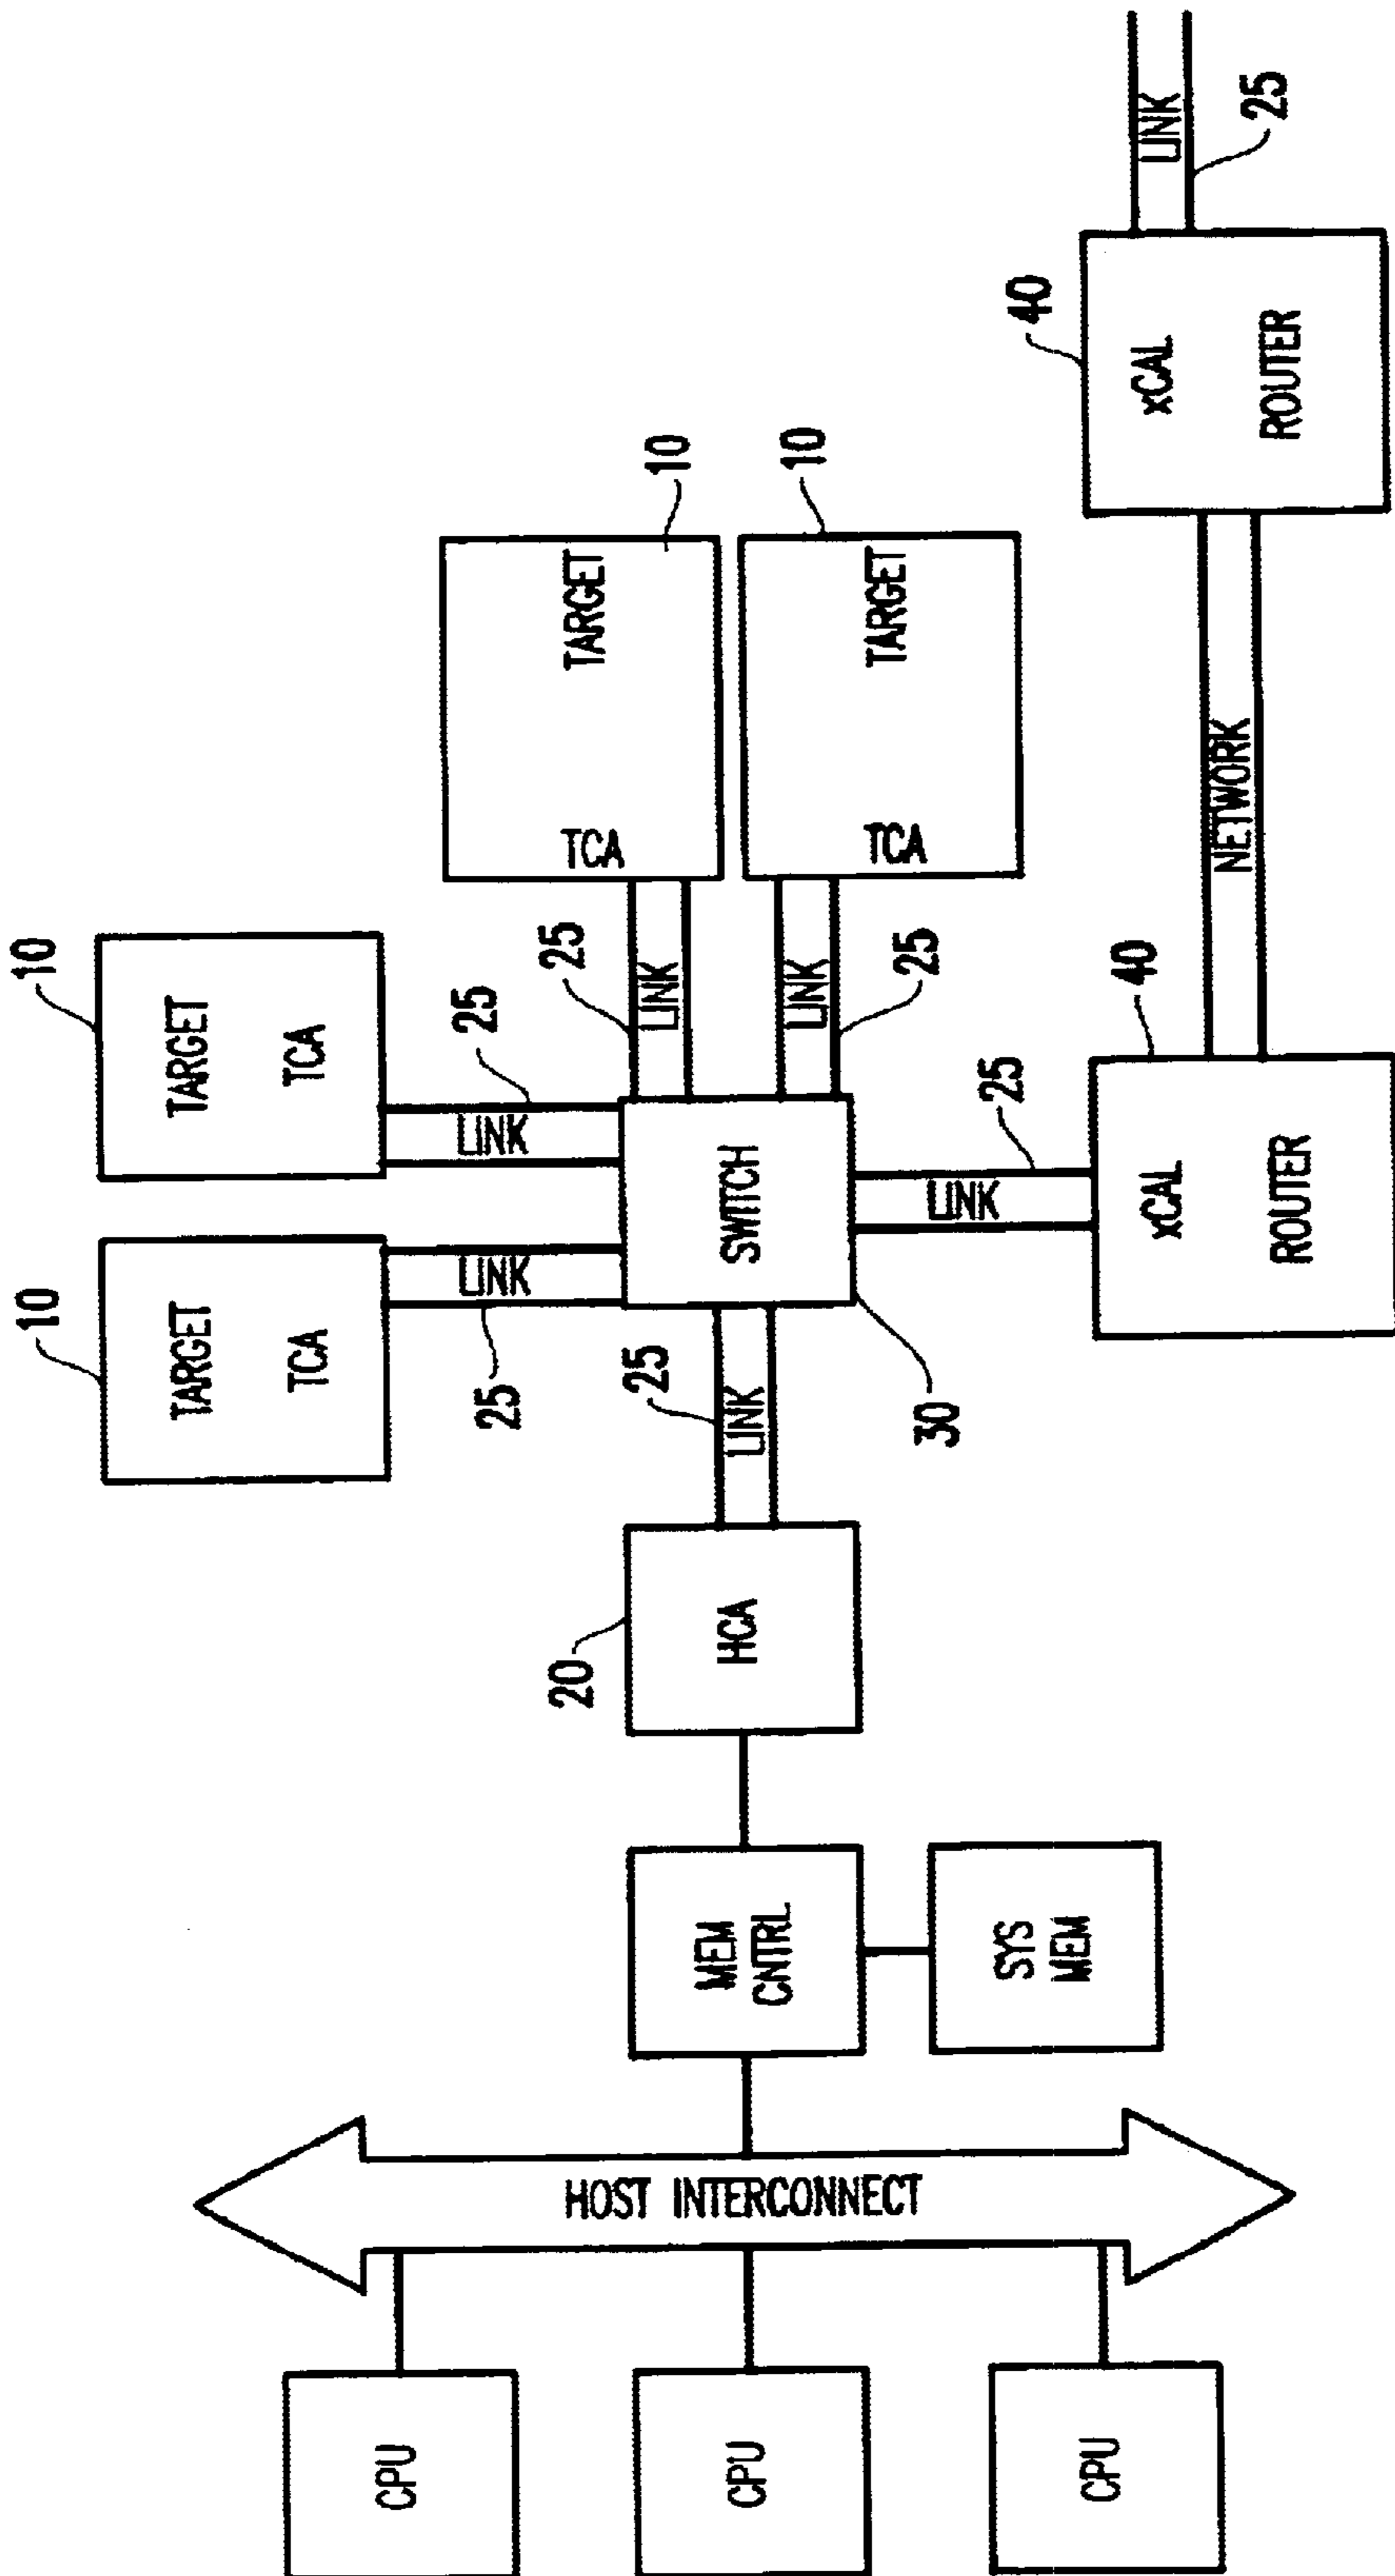 10
10
TARGET
TARGET
TCA
TCA
CPU
25
LINK
LINK
25
25
TCA
TARGET
20
25
LINK
10
HOST INTERCONNECT
CPU
MEM
CNTRL
HCA
LINK
SWITCH
LINK
10
TCA
TARGET
30
25
LINK
25
SYS
MEM
40
40
CPU
xCAL
ROUTER
NETWORK
xCAL
ROUTER
LINK
25